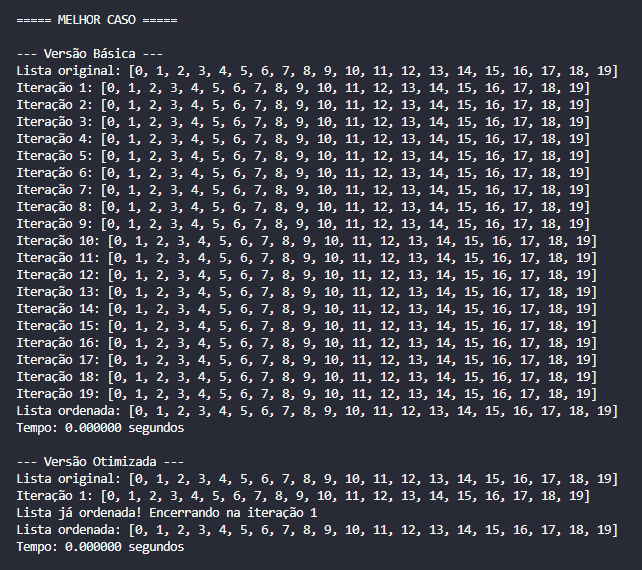 ===== MELHOR CASO =====
--- Versão Básica ---
Lista original: [0, 1, 2, 3, 4, 5, 6, 7, 8, 9, 10, 11, 12, 13, 14, 15, 16, 17, 18, 19]
Iteração 1: [0, 1, 2, 3, 4, 5, 6, 7, 8, 9, 10, 11, 12, 13, 14, 15, 16, 17, 18, 19]
Iteração 2: [0, 1, 2, 3, 4, 5, 6, 7, 8, 9, 10, 11, 12, 13, 14, 15, 16, 17, 18, 19]
Iteração 3: [0, 1, 2, 3, 4, 5, 6, 7, 8, 9, 10, 11, 12, 13, 14, 15, 16, 17, 18, 19]
Iteração 4: [0, 1, 2, 3, 4, 5, 6, 7, 8, 9, 10, 11, 12, 13, 14, 15, 16, 17, 18, 19]
Iteração 5: [0, 1, 2, 3, 4, 5, 6, 7, 8, 9, 10, 11, 12, 13, 14, 15, 16, 17, 18, 19]
Iteração 6: [0, 1, 2, 3, 4, 5, 6, 7, 8, 9, 10, 11, 12, 13, 14, 15, 16, 17, 18, 19]
Iteração 7: [0, 1, 2, 3, 4, 5, 6, 7, 8, 9, 10, 11, 12, 13, 14, 15, 16, 17, 18, 19]
Iteração 8: [0, 1, 2, 3, 4, 5, 6, 7, 8, 9, 10, 11, 12, 13, 14, 15, 16, 17, 18, 19]
Iteração 9: [0, 1, 2, 3, 4, 5, 6, 7, 8, 9, 10, 11, 12, 13, 14, 15, 16, 17, 18, 19]
Iteração 10: [0, 1, 2, 3, 4, 5, 6, 7, 8, 9, 10, 11, 12, 13, 14, 15, 16, 17, 18, 19]
Iteração 11: [0, 1, 2, 3, 4, 5, 6, 7, 8, 9, 10, 11, 12, 13, 14, 15, 16, 17, 18, 19]
Iteração 12: [0, 1, 2, 3, 4, 5, 6, 7, 8, 9, 10, 11, 12, 13, 14, 15, 16, 17, 18, 19]
Iteração 13: [0, 1, 2, 3, 4, 5, 6, 7, 8, 9, 10, 11, 12, 13, 14, 15, 16, 17, 18, 19]
Iteração 14: [0, 1, 2, 3, 4, 5, 6, 7, 8, 9, 10, 11, 12, 13, 14, 15, 16, 17, 18, 19]
Iteração 15: [0, 1, 2, 3, 4, 5, 6, 7, 8, 9, 10, 11, 12, 13, 14, 15, 16, 17, 18, 19]
Iteração 16: [0, 1, 2, 3, 4, 5, 6, 7, 8, 9, 10, 11, 12, 13, 14, 15, 16, 17, 18, 19]
Iteração 17: [0, 1, 2, 3, 4, 5, 6, 7, 8, 9, 10, 11, 12, 13, 14, 15, 16, 17, 18, 19]
Iteração 18: [0, 1, 2, 3, 4, 5, 6, 7, 8, 9, 10, 11, 12, 13, 14, 15, 16, 17, 18, 19]
Iteração 19: [0, 1, 2, 3, 4, 5, 6, 7, 8, 9, 10, 11, 12, 13, 14, 15, 16, 17, 18, 19]
Lista ordenada: [0, 1, 2, 3, 4, 5, 6, 7, 8, 9, 10, 11, 12, 13, 14, 15, 16, 17, 18, 19]
Tempo: 0.000000 segundos
--- Versão Otimizada ---
Lista original: [0, 1, 2, 3, 4, 5, 6, 7, 8, 9, 10, 11, 12, 13, 14, 15, 16, 17, 18, 19]
Iteração 1: [0, 1, 2, 3, 4, 5, 6, 7, 8, 9, 10, 11, 12, 13, 14, 15, 16, 17, 18, 19]
Lista já ordenada! Encerrando na iteração 1
Lista ordenada: [0, 1, 2, 3, 4, 5, 6, 7, 8, 9, 10, 11, 12, 13, 14, 15, 16, 17, 18, 19]
Tempo: 0.000000 segundos